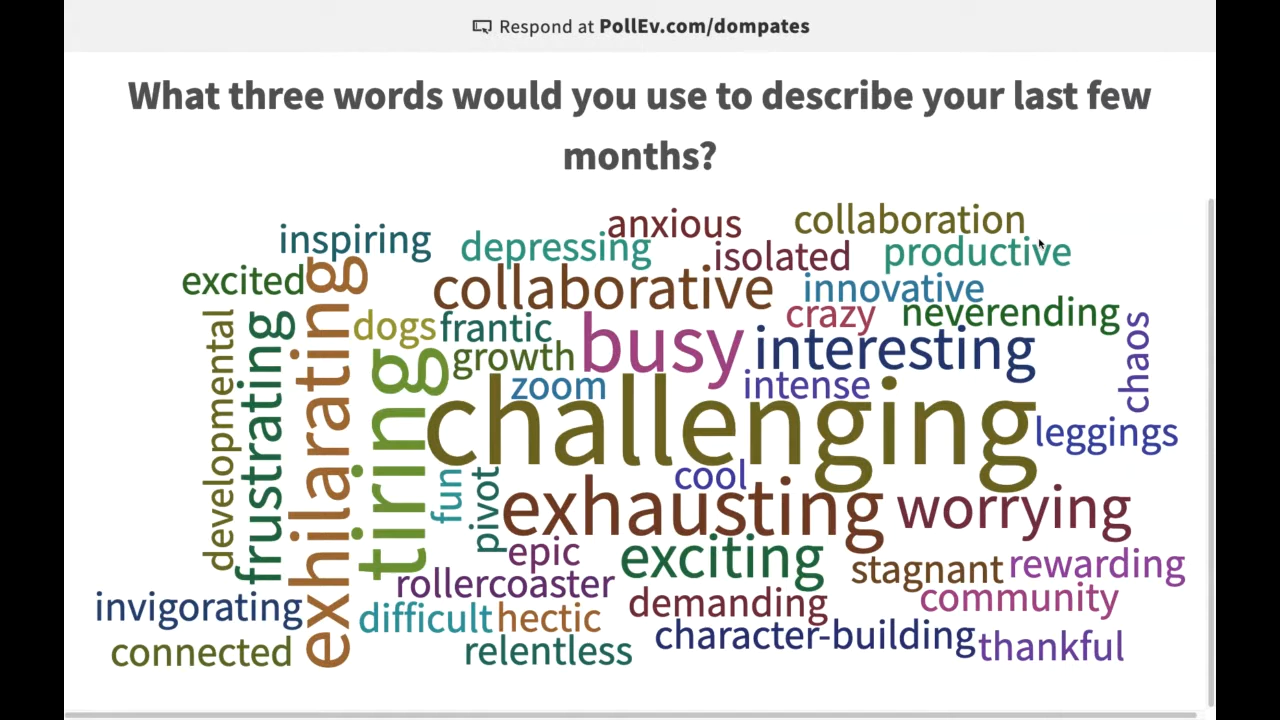 Respond at PollEv.com/dompates
What three words would you use to describe your last few
months?
anxious
collaboration
inspiring
depressing
isolated
productive
excited
collaborative
innovative
crazy
neverending
dogs
frantic
busy
interesting
chaos
growth
zoom
intense
developmental
frustrating
exhilarating
tiring
challenging
leggings
cool
fun
pivot
exhausting
worrying
epic
exciting
stagnant
rewarding
rollercoaster
demanding
community
invigorating
difficult
hectic
character-building
thankful
connected
relentless